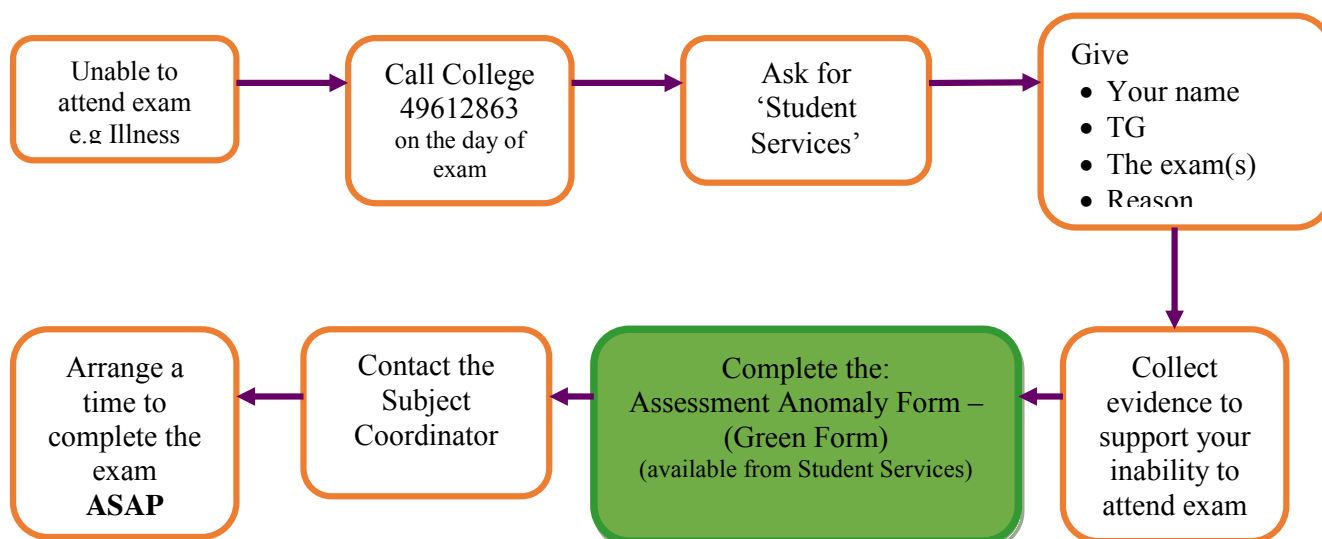 Unable to
attend exam
e.g Illness
Call College
49612863
on the day of
exam
Ask for
‘Student
Services’
Give
• Your name
• TG
• The exam(s)
• Reason
Collect
evidence to
support your
inability to
attend exam
Complete the:
Assessment Anomaly Form –
(Green Form)
(available from Student Services)
Contact the
Subject
Coordinator
Arrange a
time to
complete the
exam
ASAP